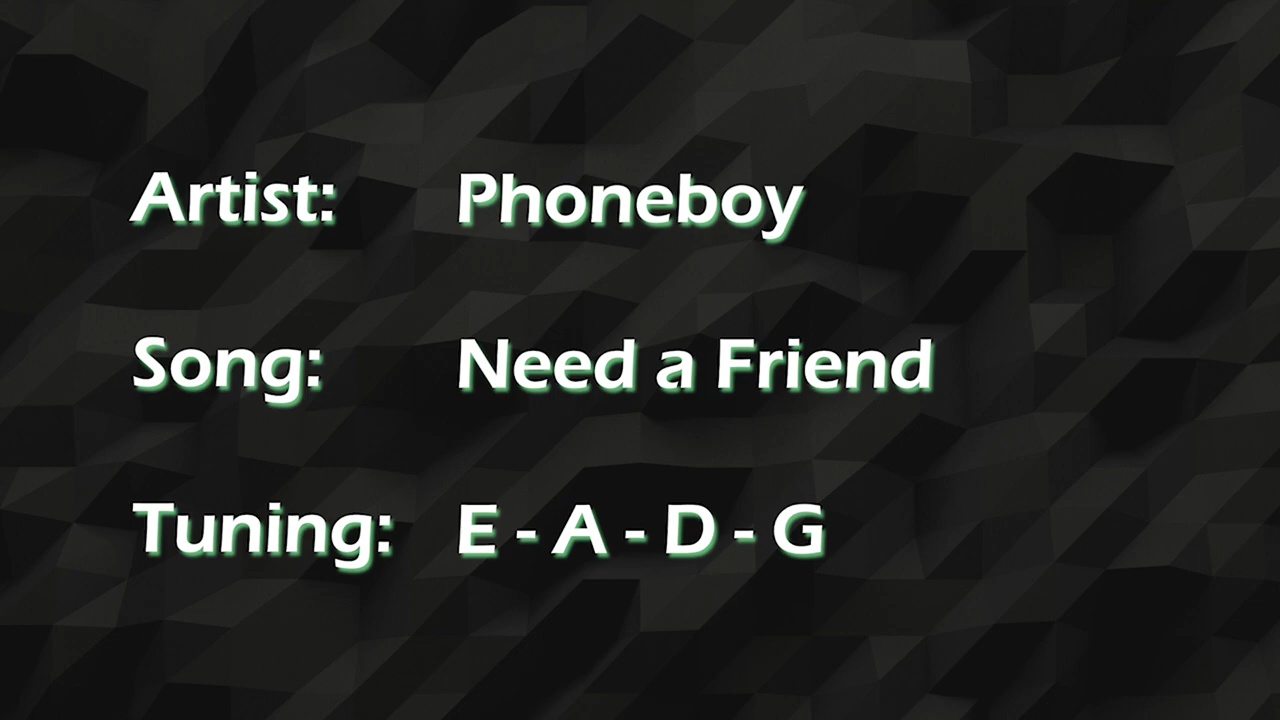 Artist: Phoneboy
Song: Need a Friend
Tuning: E - A - D - G